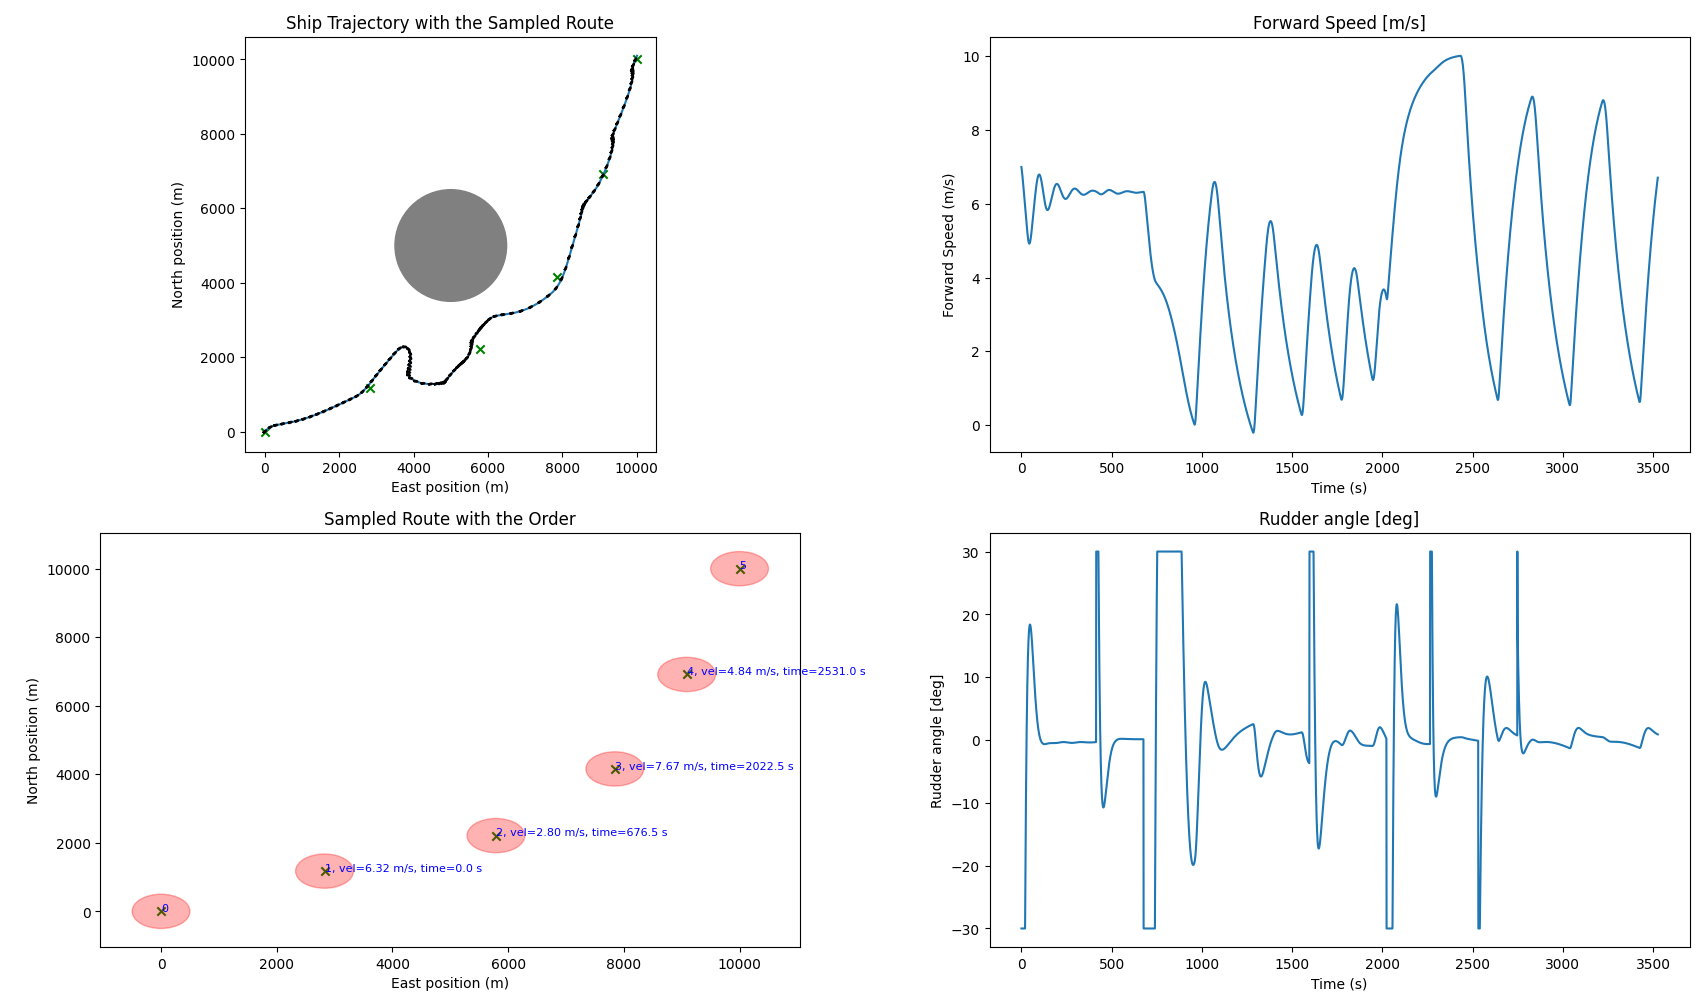 Ship Trajectory with the Sampled Route
North position (m)
10000
8000
6000
4000
2000
0
0 2000 4000 6000 8000 10000
East position (m)
Forward Speed [m/s]
Forward Speed (m/s)
10
8
6
4
2
0
0 500 1000 1500 2000 2500 3000 3500
Time (s)
Sampled Route with the Order
North position (m)
10000
8000
6000
4000
2000
0
5
4, vel=4.84 m/s, time=2531.0 s
3, vel=7.67 m/s, time=2022.5 s
2, vel=2.80 m/s, time=676.5 s
1, vel=6.32 m/s, time=0.0 s
0
0 2000 4000 6000 8000 10000
East position (m)
Rudder angle [deg]
Rudder angle [deg]
30
20
10
0
−10
−20
−30
0 500 1000 1500 2000 2500 3000 3500
Time (s)